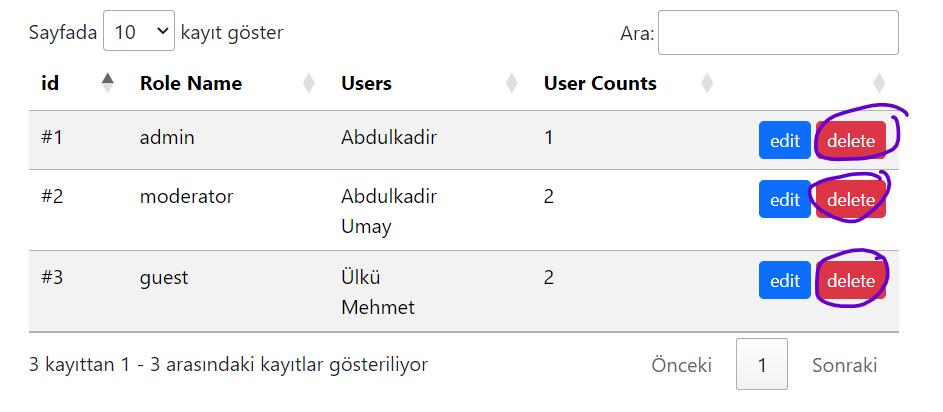 Sayfada 10 kayıt göster Ara:
id Role Name Users User Counts
#1 admin Abdulkadir 1 edit delete
#2 moderator Abdulkadir 2 edit delete
Umay
#3 guest Ülkü 2 edit delete
Mehmet
3 kayıttan 1 - 3 arasındaki kayıtlar gösteriliyor Önceki 1 Sonraki